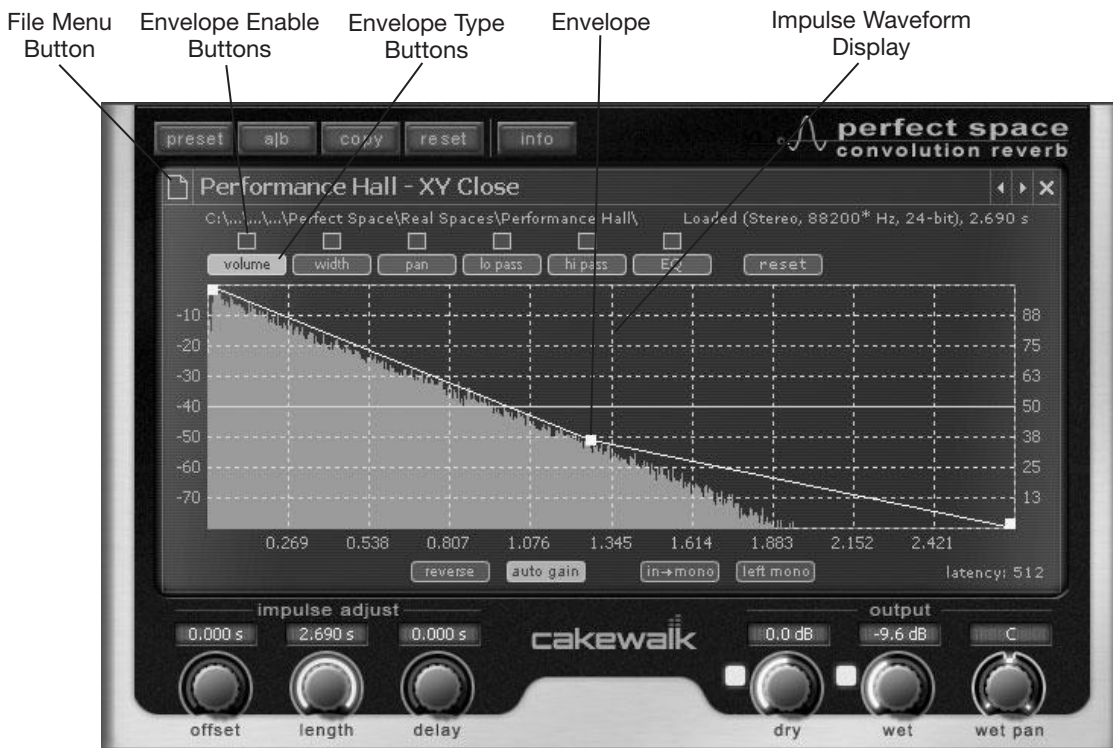 File Menu Button
Envelope Enable Buttons
Envelope Type Buttons
Envelope
Impulse Waveform Display
preset a|b copy reset info
perfect space
convolution reverb
Performance Hall - XY Close
C:\...\...\...\Perfect Space\Real Spaces\Performance Hall\ Loaded (Stereo, 88200* Hz, 24-bit), 2.690 s
volume width pan lo pass hi pass EQ reset
-10 88
-20 75
-30 63
-40 50
-50 38
-60 25
-70 13
0.269 0.538 0.807 1.076 1.345 1.614 1.883 2.152 2.421
reverse auto gain in→mono left mono latency: 512
impulse adjust output
0.000 s 2.690 s 0.000 s cakewalk 0.0 dB -9.6 dB C
offset length delay dry wet wet pan